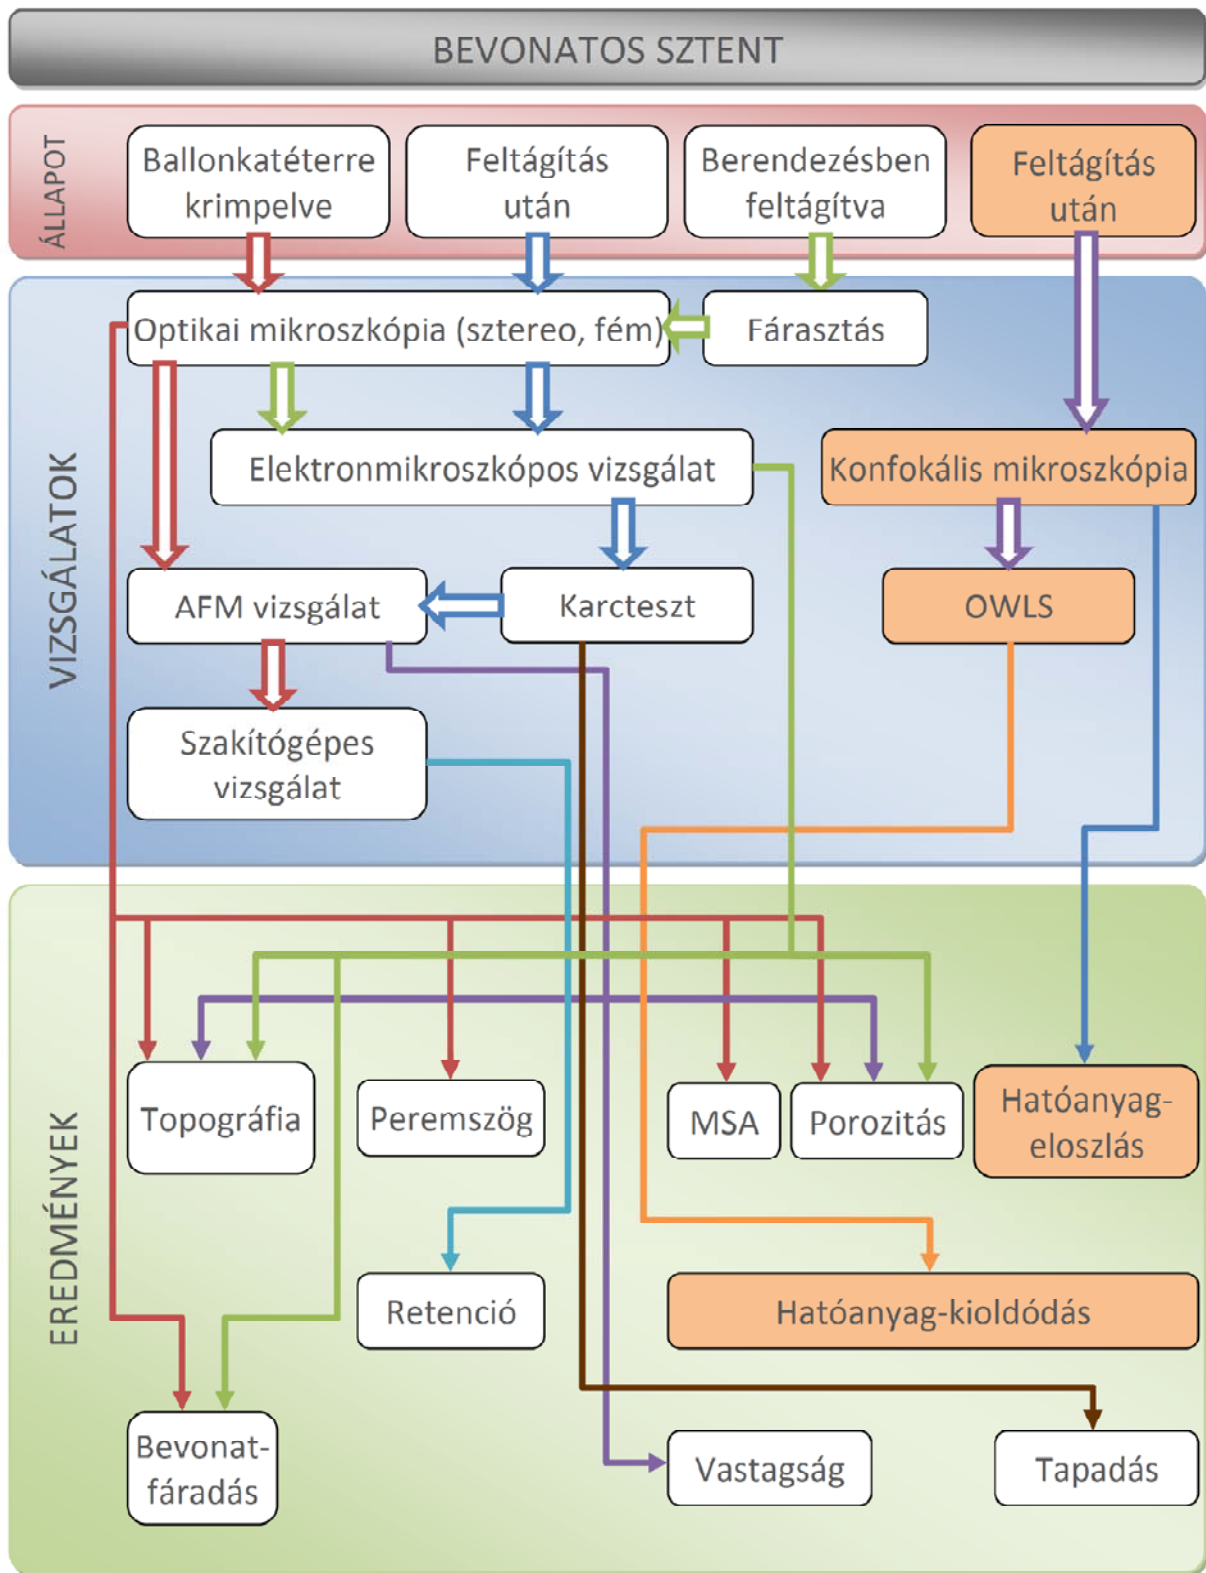 BEVONATOS SZTENT
ÁLLAPOT
Ballonkatéterre
krimpelve
Feltágítás
után
Berendezésben
feltágítva
Feltágítás
után
VIZSGÁLATOK
Optikai mikroszkópia (sztereo, fém)
Fárasztás
Elektronmikroszkópos vizsgálat
Konfokális mikroszkópia
AFM vizsgálat
Karcteszt
OWLS
Szakítógépes
vizsgálat
EREDMÉNYEK
Topográfia
Peremszög
MSA
Porozitás
Hatóanyag-
eloszlás
Retenció
Hatóanyag-kioldódás
Bevonat-
fáradás
Vastagság
Tapadás